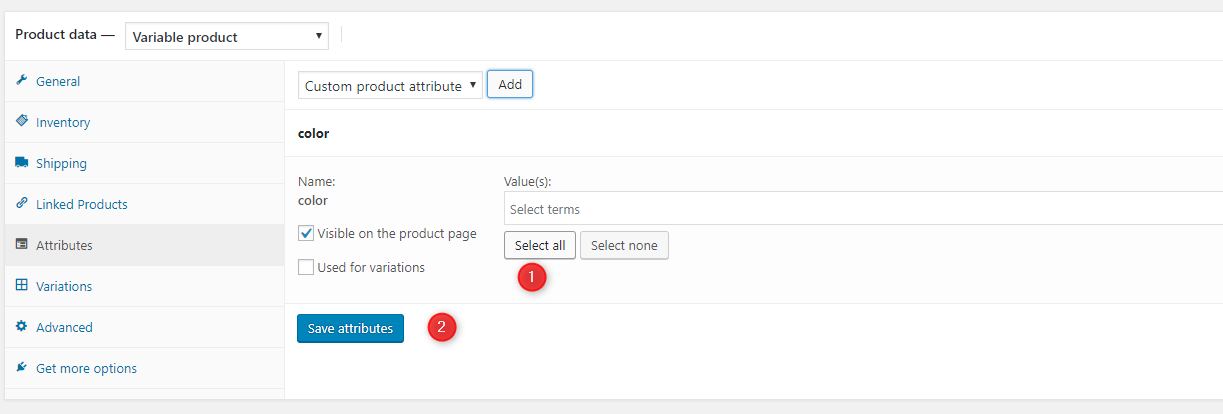 Product data — Variable product
General
Inventory
Shipping
Linked Products
Attributes
Variations
Advanced
Get more options
Custom product attribute Add
color
Name:
color
Visible on the product page
Used for variations
Value(s):
Select terms
Select all Select none
1
Save attributes 2